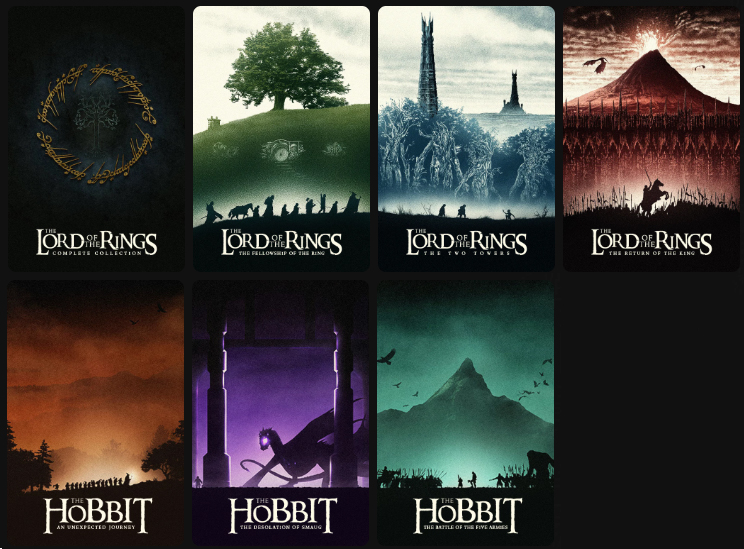 THE
LORD OF THE RINGS
COMPLETE COLLECTION
THE
LORD OF THE RINGS
THE FELLOWSHIP OF THE RING
THE
LORD OF THE RINGS
THE TWO TOWERS
THE
LORD OF THE RINGS
THE RETURN OF THE KING
THE
HOBBIT
AN UNEXPECTED JOURNEY
THE
HOBBIT
THE DESOLATION OF SMAUG
THE
HOBBIT
THE BATTLE OF THE FIVE ARMIES